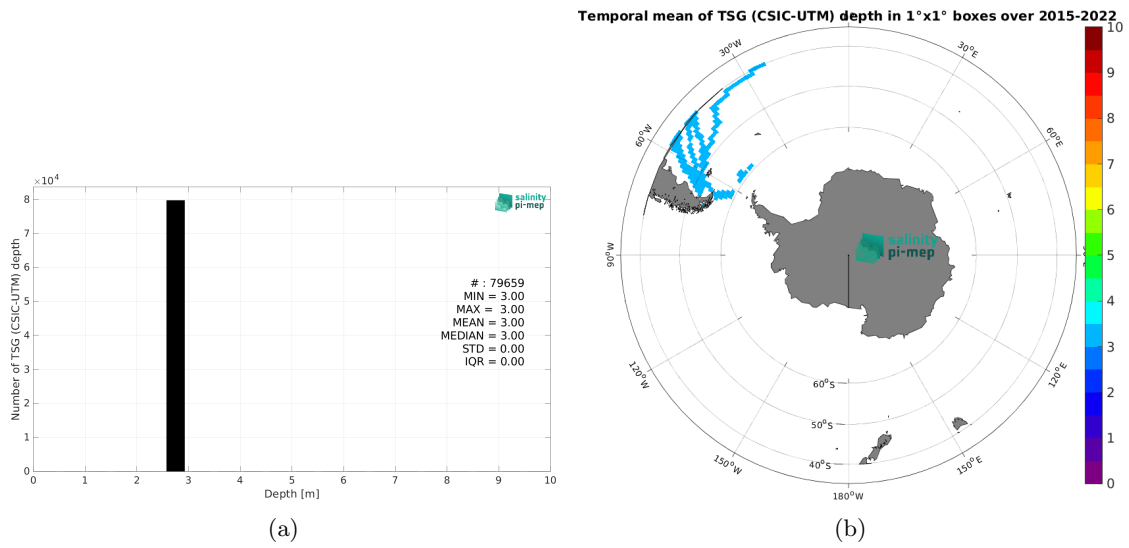 Temporal mean of TSG (CSIC-UTM) depth in 1°x1° boxes over 2015-2022
×10⁴
8
7
6
5
4
3
2
1
0
Number of TSG (CSIC-UTM) depth
salinity
pi-mep
# : 79659
MIN = 3.00
MAX = 3.00
MEAN = 3.00
MEDIAN = 3.00
STD = 0.00
IQR = 0.00
0 1 2 3 4 5 6 7 8 9 10
Depth [m]
(a)
30°W
30°E
60°W
60°E
90°W
120°W
120°E
150°W
150°E
180°W
60°S
50°S
40°S
salinity
pi-mep
10
9
8
7
6
5
4
3
2
1
0
(b)